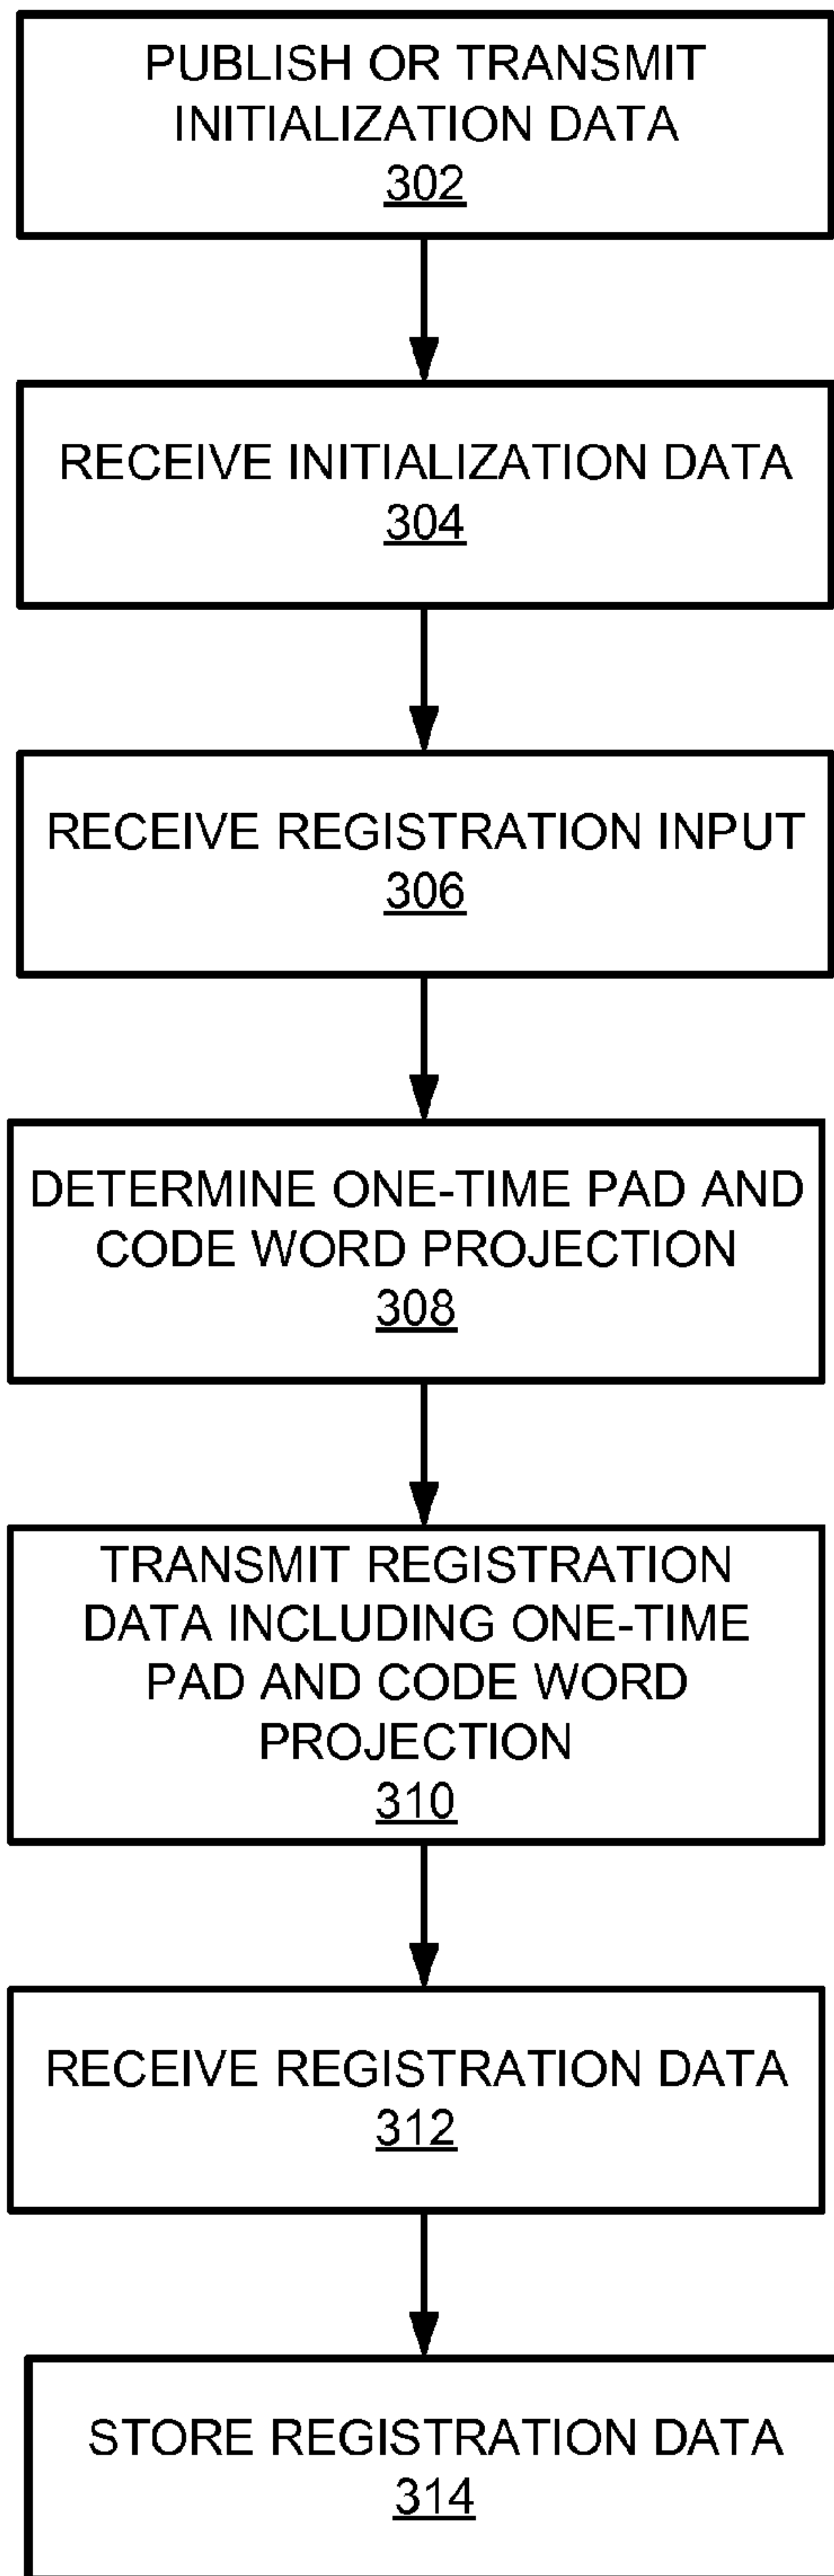 PUBLISH OR TRANSMIT
INITIALIZATION DATA
302
RECEIVE INITIALIZATION DATA
304
RECEIVE REGISTRATION INPUT
306
DETERMINE ONE-TIME PAD AND
CODE WORD PROJECTION
308
TRANSMIT REGISTRATION
DATA INCLUDING ONE-TIME
PAD AND CODE WORD
PROJECTION
310
RECEIVE REGISTRATION DATA
312
STORE REGISTRATION DATA
314